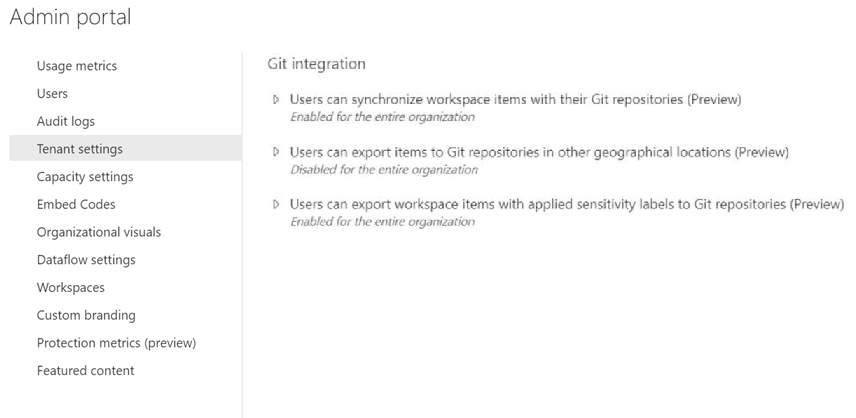 Admin portal
Usage metrics
Users
Audit logs
Tenant settings
Capacity settings
Embed Codes
Organizational visuals
Dataflow settings
Workspaces
Custom branding
Protection metrics (preview)
Featured content
Git integration
Users can synchronize workspace items with their Git repositories (Preview)
Enabled for the entire organization
Users can export items to Git repositories in other geographical locations (Preview)
Disabled for the entire organization
Users can export workspace items with applied sensitivity labels to Git repositories (Preview)
Enabled for the entire organization